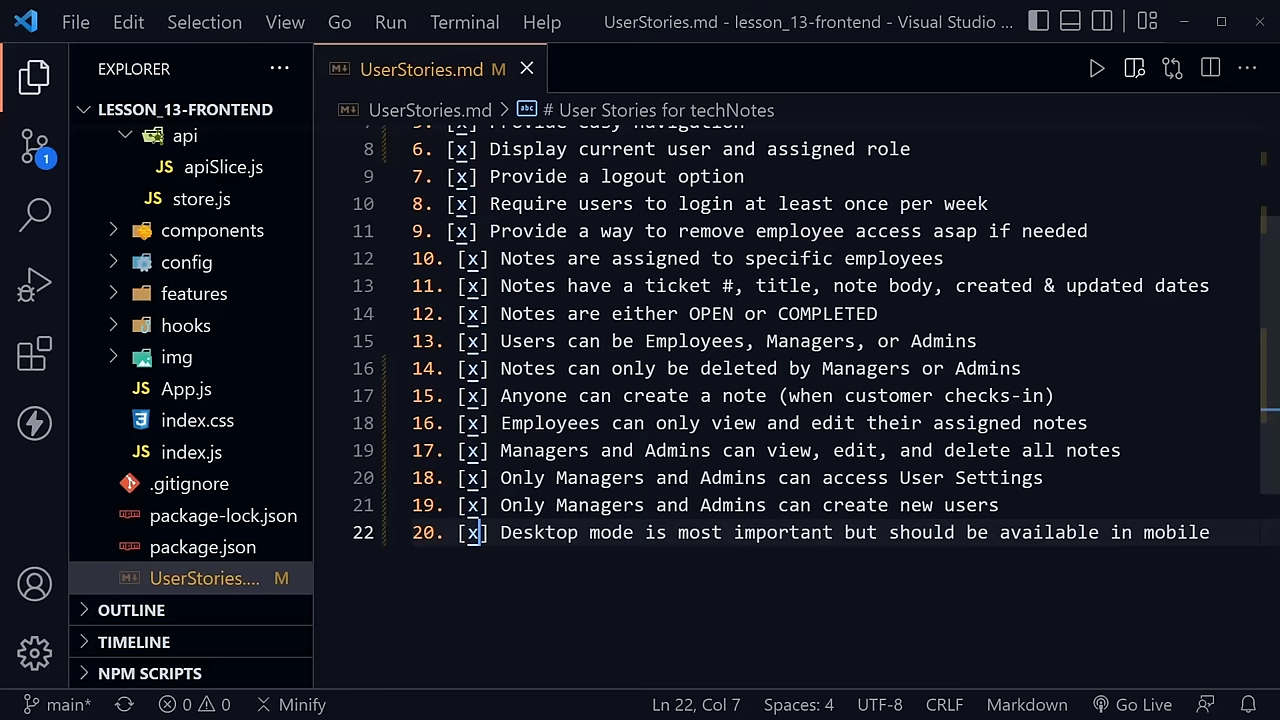 File Edit Selection View Go Run Terminal Help UserStories.md - lesson_13-frontend - Visual Studio ...
EXPLORER
LESSON_13-FRONTEND
api
JS apiSlice.js
JS store.js
components
config
features
hooks
img
JS App.js
index.css
JS index.js
.gitignore
package-lock.json
package.json
UserStories.... M
OUTLINE
TIMELINE
NPM SCRIPTS
1
UserStories.md M
UserStories.md > # User Stories for techNotes
7 5. [x] Provide easy navigation
8 6. [x] Display current user and assigned role
9 7. [x] Provide a logout option
10 8. [x] Require users to login at least once per week
11 9. [x] Provide a way to remove employee access asap if needed
12 10. [x] Notes are assigned to specific employees
13 11. [x] Notes have a ticket #, title, note body, created & updated dates
14 12. [x] Notes are either OPEN or COMPLETED
15 13. [x] Users can be Employees, Managers, or Admins
16 14. [x] Notes can only be deleted by Managers or Admins
17 15. [x] Anyone can create a note (when customer checks-in)
18 16. [x] Employees can only view and edit their assigned notes
19 17. [x] Managers and Admins can view, edit, and delete all notes
20 18. [x] Only Managers and Admins can access User Settings
21 19. [x] Only Managers and Admins can create new users
22 20. [x] Desktop mode is most important but should be available in mobile
main* 0 0 Minify Ln 22, Col 7 Spaces: 4 UTF-8 CRLF Markdown Go Live